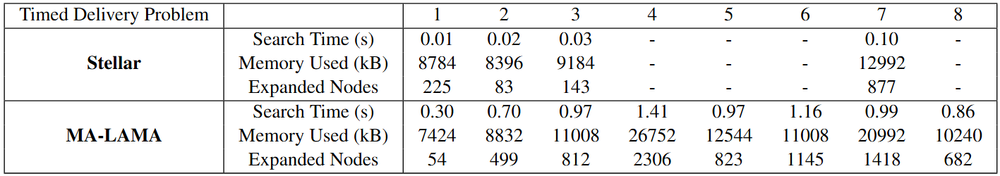 Timed Delivery Problem 1 2 3 4 5 6 7 8
Search Time (s) 0.01 0.02 0.03 - - - 0.10 -
Stellar Memory Used (kB) 8784 8396 9184 - - - 12992 -
Expanded Nodes 225 83 143 - - - 877 -
Search Time (s) 0.30 0.70 0.97 1.41 0.97 1.16 0.99 0.86
MA-LAMA Memory Used (kB) 7424 8832 11008 26752 12544 11008 20992 10240
Expanded Nodes 54 499 812 2306 823 1145 1418 682